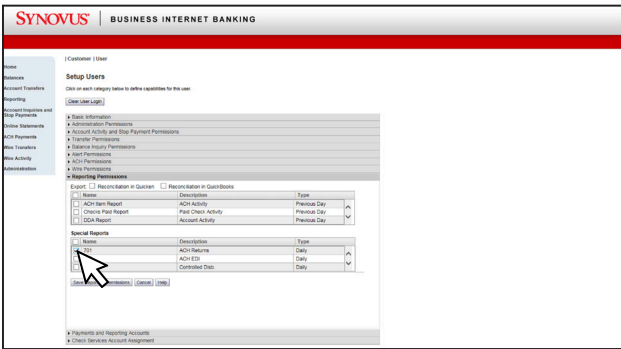 SYNOVUS® | BUSINESS INTERNET BANKING
| Customer | User
Home
Balances
Account Transfers
Reporting
Account Inquiries and
Stop Payments
Online Statements
ACH Payments
Wire Transfers
Wire Activity
Administration
Setup Users
Click on each category below to define capabilities for this user.
Clear User Login
Basic Information
Administration Permissions
Account Activity and Stop Payment Permissions
Transfer Permissions
Balance Inquiry Permissions
Alert Permissions
ACH Permissions
Wire Permissions
Reporting Permissions
Export: Reconciliation in Quicken Reconciliation in QuickBooks
Name Description Type
ACH Item Report ACH Activity Previous Day
Checks Paid Report Paid Check Activity Previous Day
DDA Report Account Activity Previous Day
Special Reports
Name Description Type
701 ACH Returns Daily
ACH EDI Daily
Controlled Disb Daily
Cancel Help
Payments and Reporting Accounts
Check Services Account Assignment